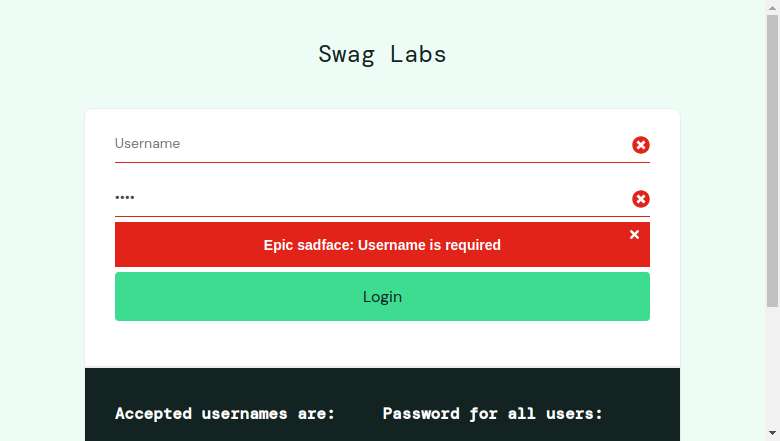 Swag Labs
Username
••••
Epic sadface: Username is required
Login
Accepted usernames are:
Password for all users: